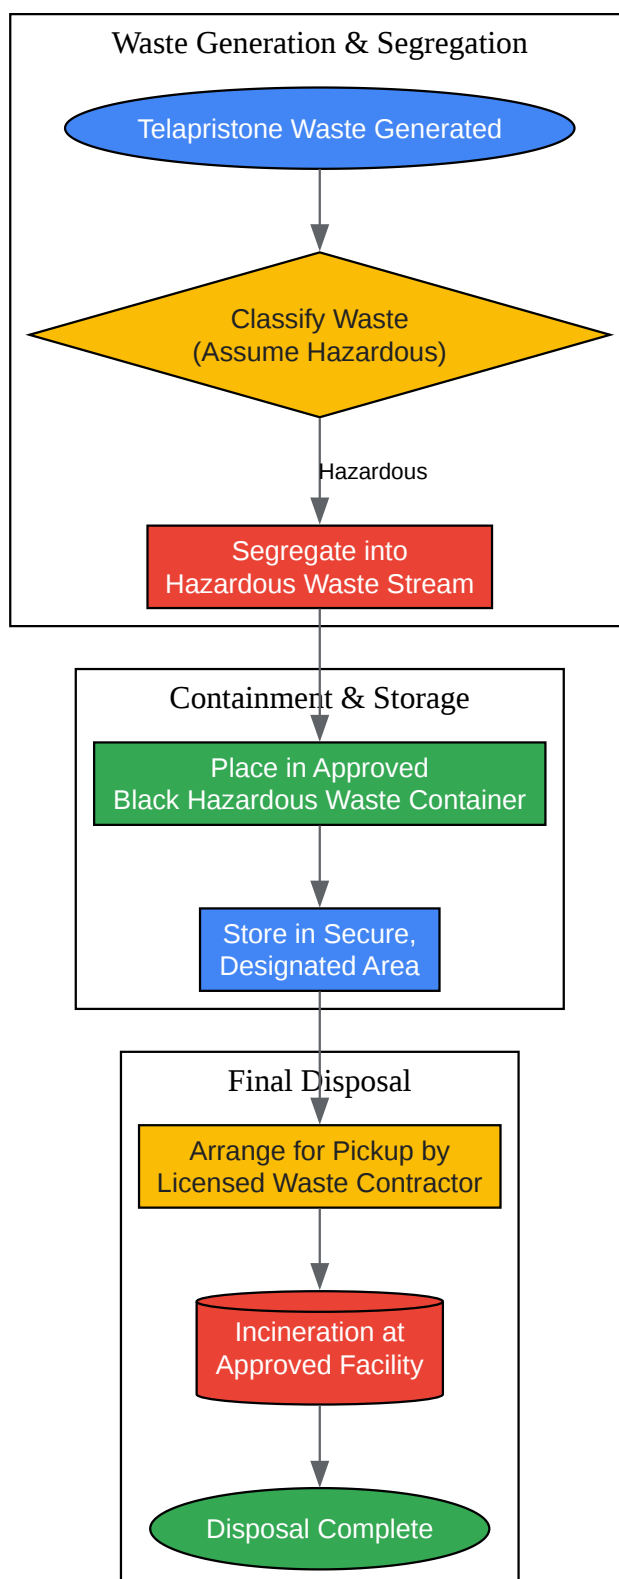 Waste Generation & Segregation
Telapristone Waste Generated
Classify Waste
(Assume Hazardous)
Hazardous
Segregate into
Hazardous Waste Stream
Containment & Storage
Place in Approved
Black Hazardous Waste Container
Store in Secure,
Designated Area
Final Disposal
Arrange for Pickup by
Licensed Waste Contractor
Incineration at
Approved Facility
Disposal Complete